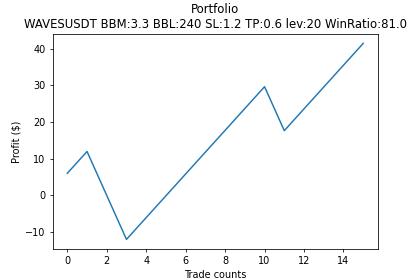 Portfolio
WAVESUSDT BBM:3.3 BBL:240 SL:1.2 TP:0.6 lev:20 WinRatio:81.0
40
30
20
10
0
−10
Profit ($)
0 2 4 6 8 10 12 14
Trade counts